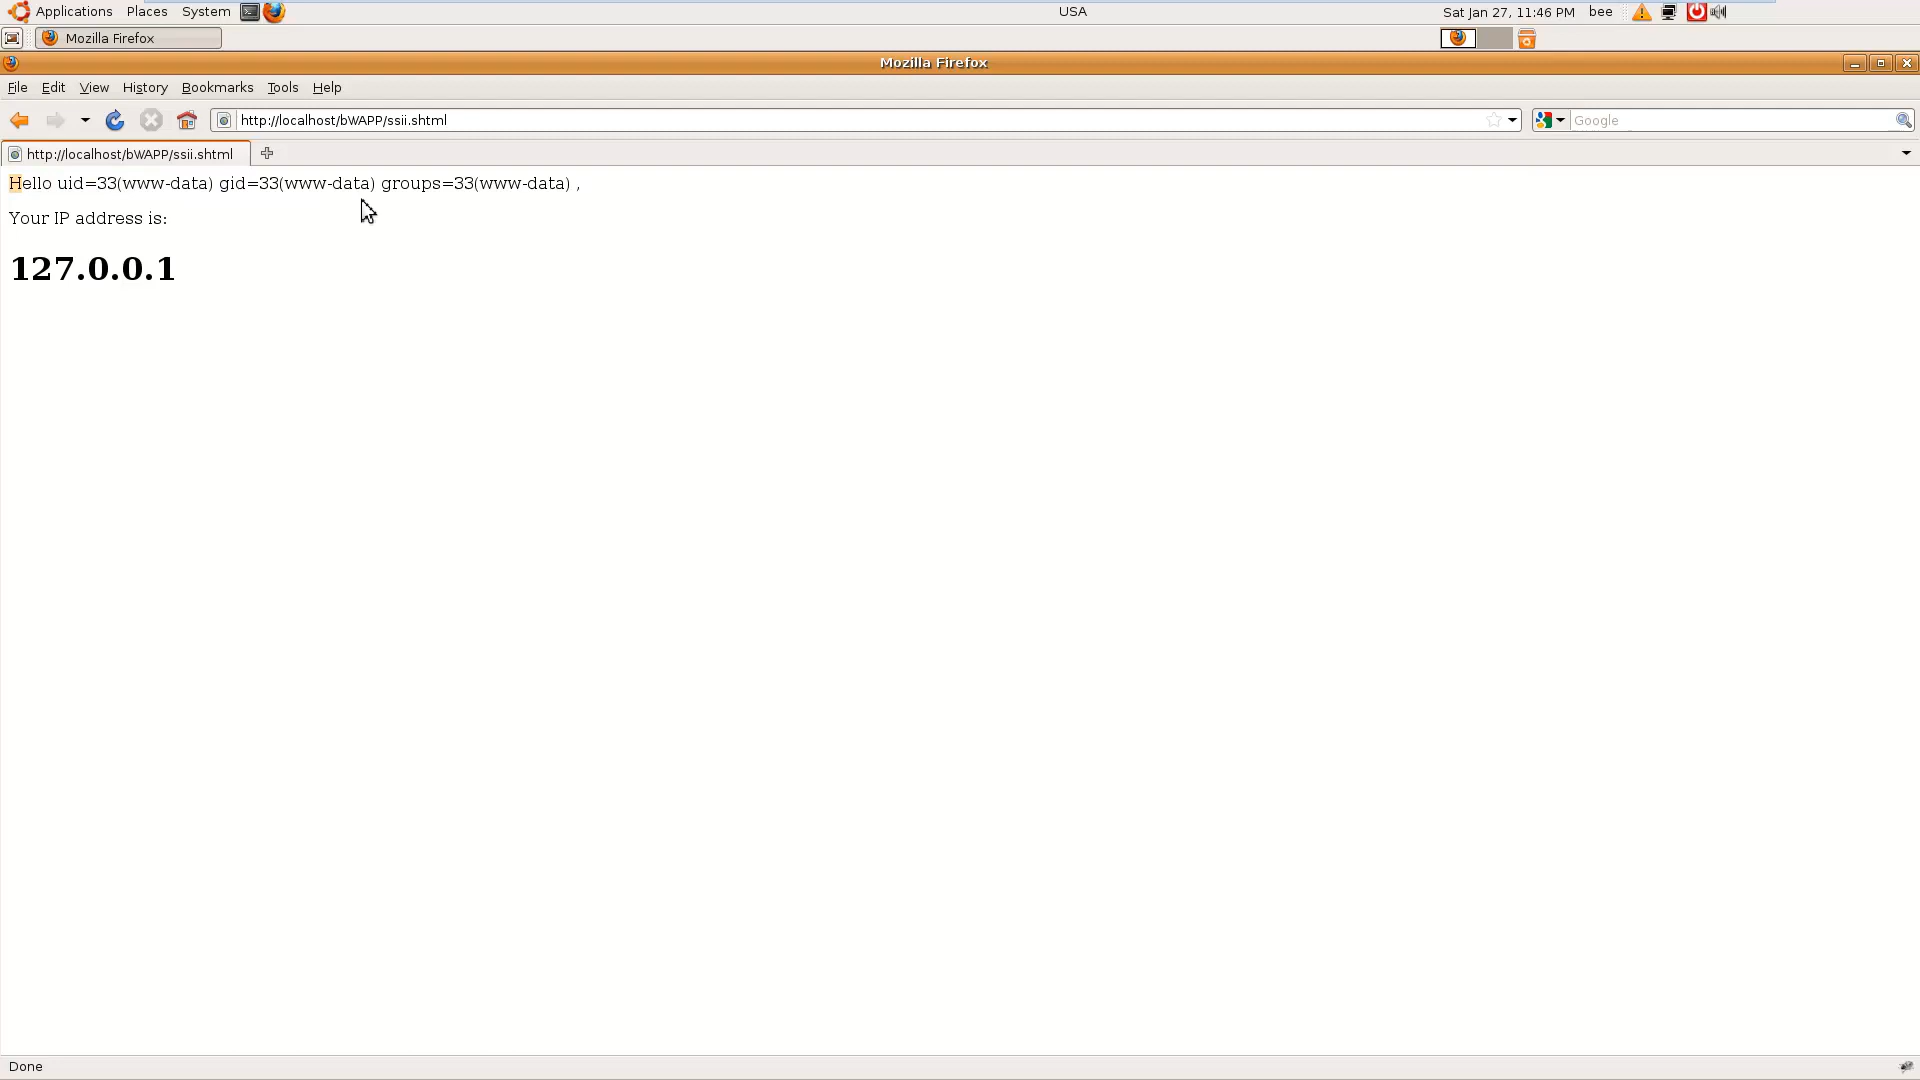 Applications Places System USA Sat Jan 27, 11:46 PM bee
Mozilla Firefox
Mozilla Firefox
File Edit View History Bookmarks Tools Help
http://localhost/bWAPP/ssii.shtml Google
http://localhost/bWAPP/ssii.shtml
Hello uid=33(www-data) gid=33(www-data) groups=33(www-data) ,
Your IP address is:
127.0.0.1
Done